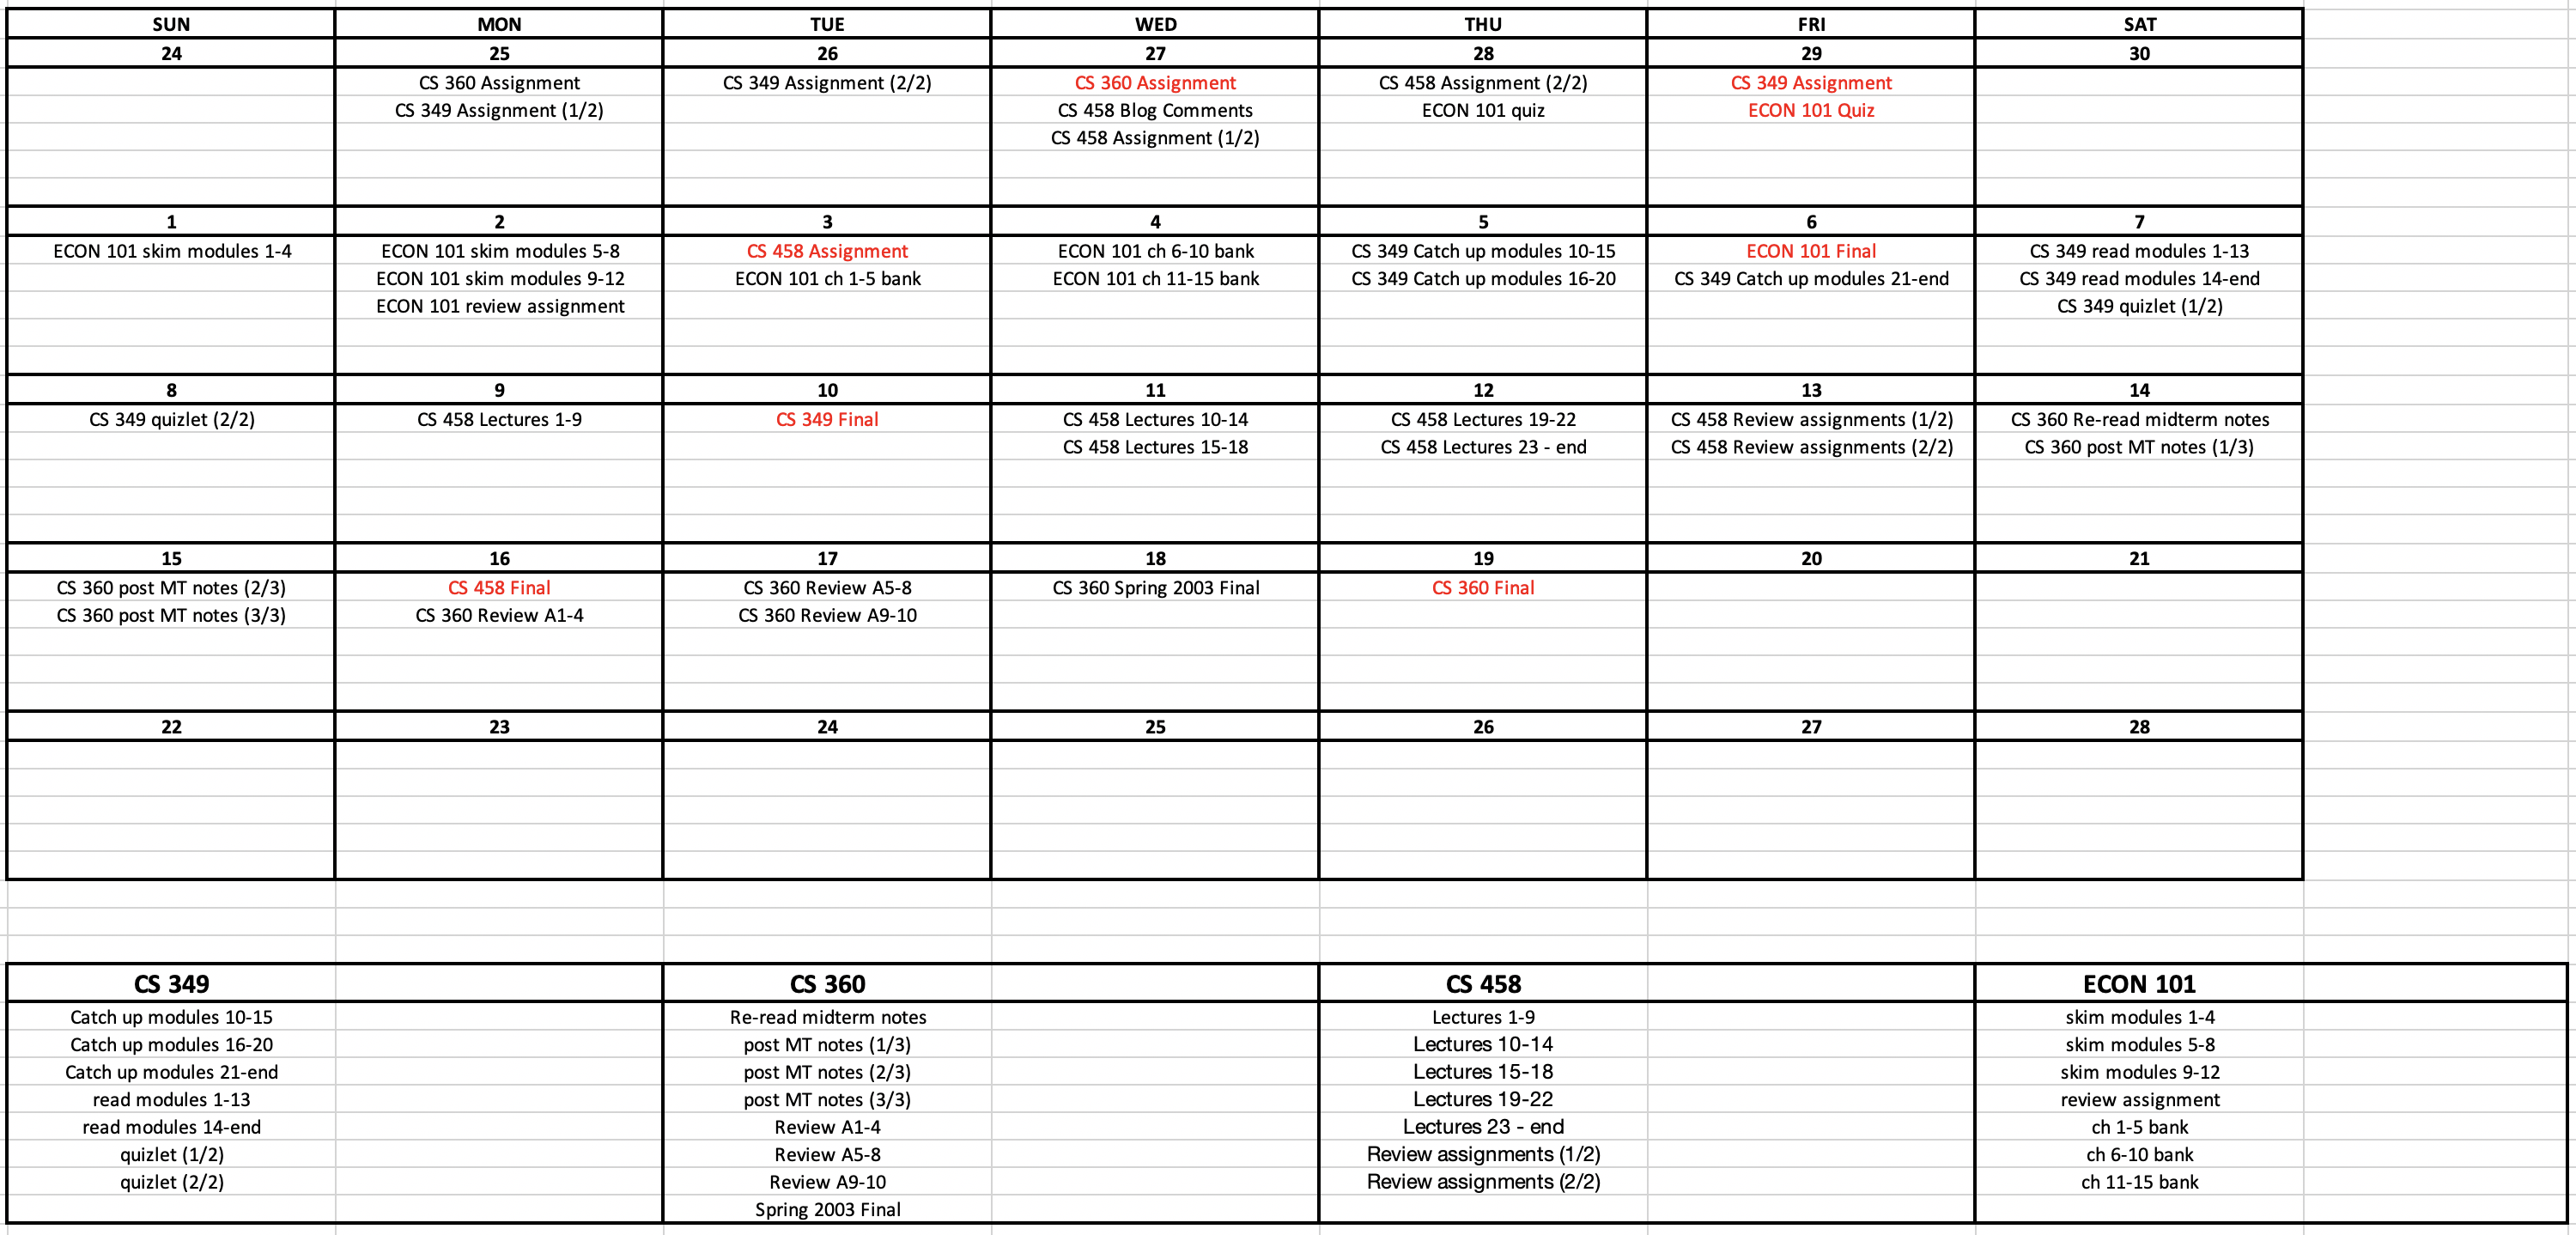 SUN MON TUE WED THU FRI SAT
24 25 26 27 28 29 30
CS 360 Assignment CS 349 Assignment (2/2) CS 360 Assignment CS 458 Assignment (2/2) CS 349 Assignment
CS 349 Assignment (1/2) CS 458 Blog Comments ECON 101 quiz ECON 101 Quiz
CS 458 Assignment (1/2)
1 2 3 4 5 6 7
ECON 101 skim modules 1-4 ECON 101 skim modules 5-8 CS 458 Assignment ECON 101 ch 6-10 bank CS 349 Catch up modules 10-15 ECON 101 Final CS 349 read modules 1-13
ECON 101 skim modules 9-12 ECON 101 ch 1-5 bank ECON 101 ch 11-15 bank CS 349 Catch up modules 16-20 CS 349 Catch up modules 21-end CS 349 read modules 14-end
ECON 101 review assignment CS 349 quizlet (1/2)
8 9 10 11 12 13 14
CS 349 quizlet (2/2) CS 458 Lectures 1-9 CS 349 Final CS 458 Lectures 10-14 CS 458 Lectures 19-22 CS 458 Review assignments (1/2) CS 360 Re-read midterm notes
CS 458 Lectures 15-18 CS 458 Lectures 23 - end CS 458 Review assignments (2/2) CS 360 post MT notes (1/3)
15 16 17 18 19 20 21
CS 360 post MT notes (2/3) CS 458 Final CS 360 Review A5-8 CS 360 Spring 2003 Final CS 360 Final
CS 360 post MT notes (3/3) CS 360 Review A1-4 CS 360 Review A9-10
22 23 24 25 26 27 28
CS 349 CS 360 CS 458 ECON 101
Catch up modules 10-15 Re-read midterm notes Lectures 1-9 skim modules 1-4
Catch up modules 16-20 post MT notes (1/3) Lectures 10-14 skim modules 5-8
Catch up modules 21-end post MT notes (2/3) Lectures 15-18 skim modules 9-12
read modules 1-13 post MT notes (3/3) Lectures 19-22 review assignment
read modules 14-end Review A1-4 Lectures 23 - end ch 1-5 bank
quizlet (1/2) Review A5-8 Review assignments (1/2) ch 6-10 bank
quizlet (2/2) Review A9-10 Review assignments (2/2) ch 11-15 bank
Spring 2003 Final